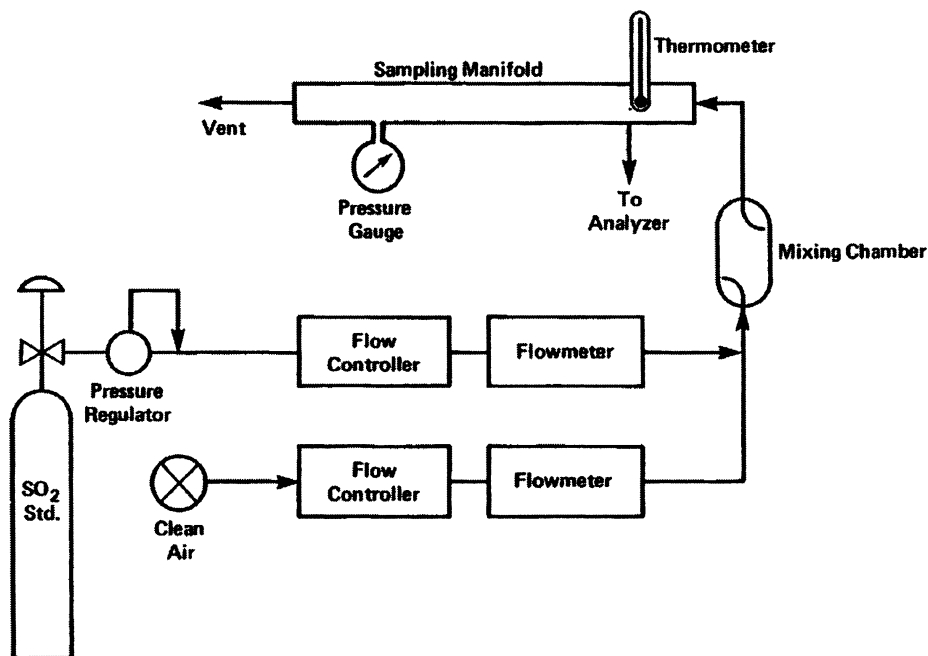 Thermometer
Sampling Manifold
Vent
Pressure
Gauge
To
Analyzer
Mixing Chamber
Flow
Controller
Flowmeter
Pressure
Regulator
SO2
Std.
Clean
Air
Flow
Controller
Flowmeter